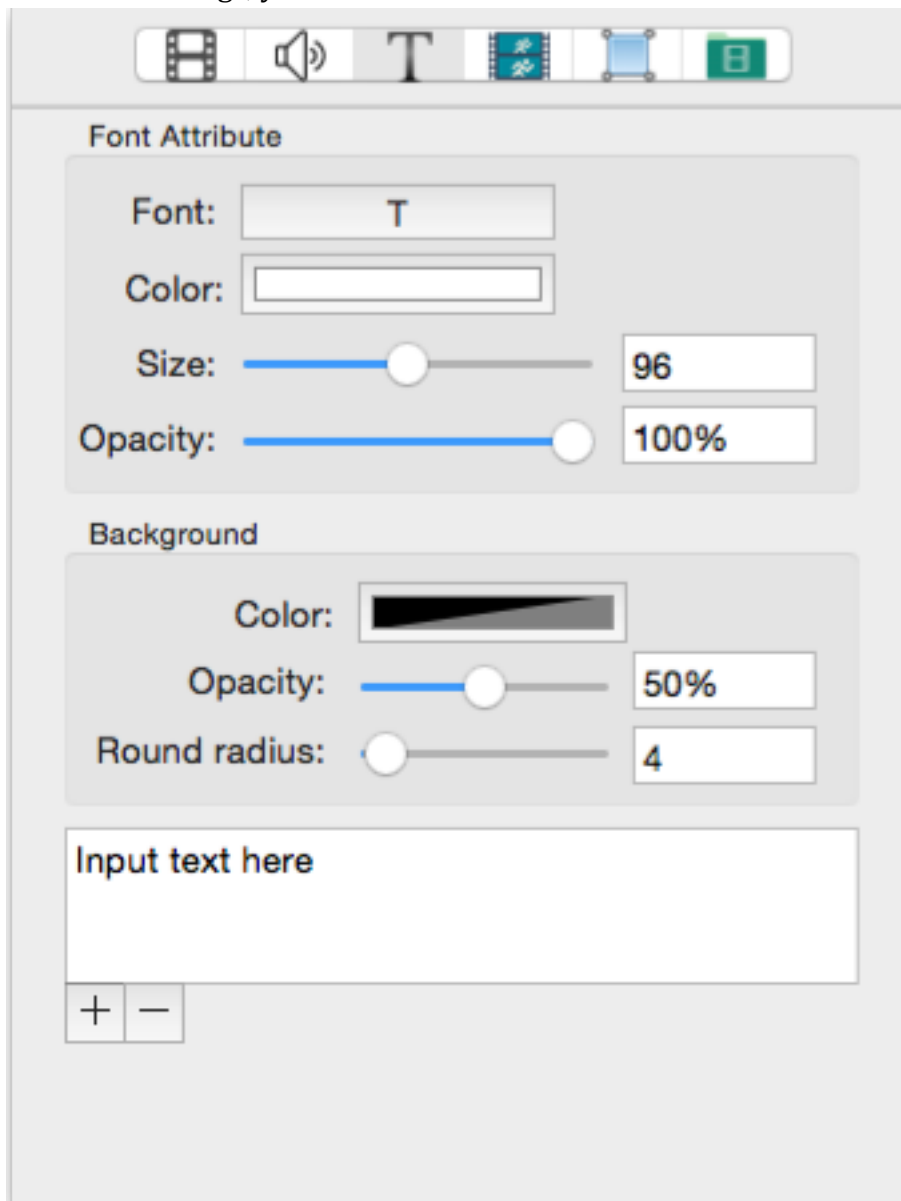 T
Font Attribute
Font: T
Color:
Size: 96
Opacity: 100%
Background
Color:
Opacity: 50%
Round radius: 4
Input text here
+ −